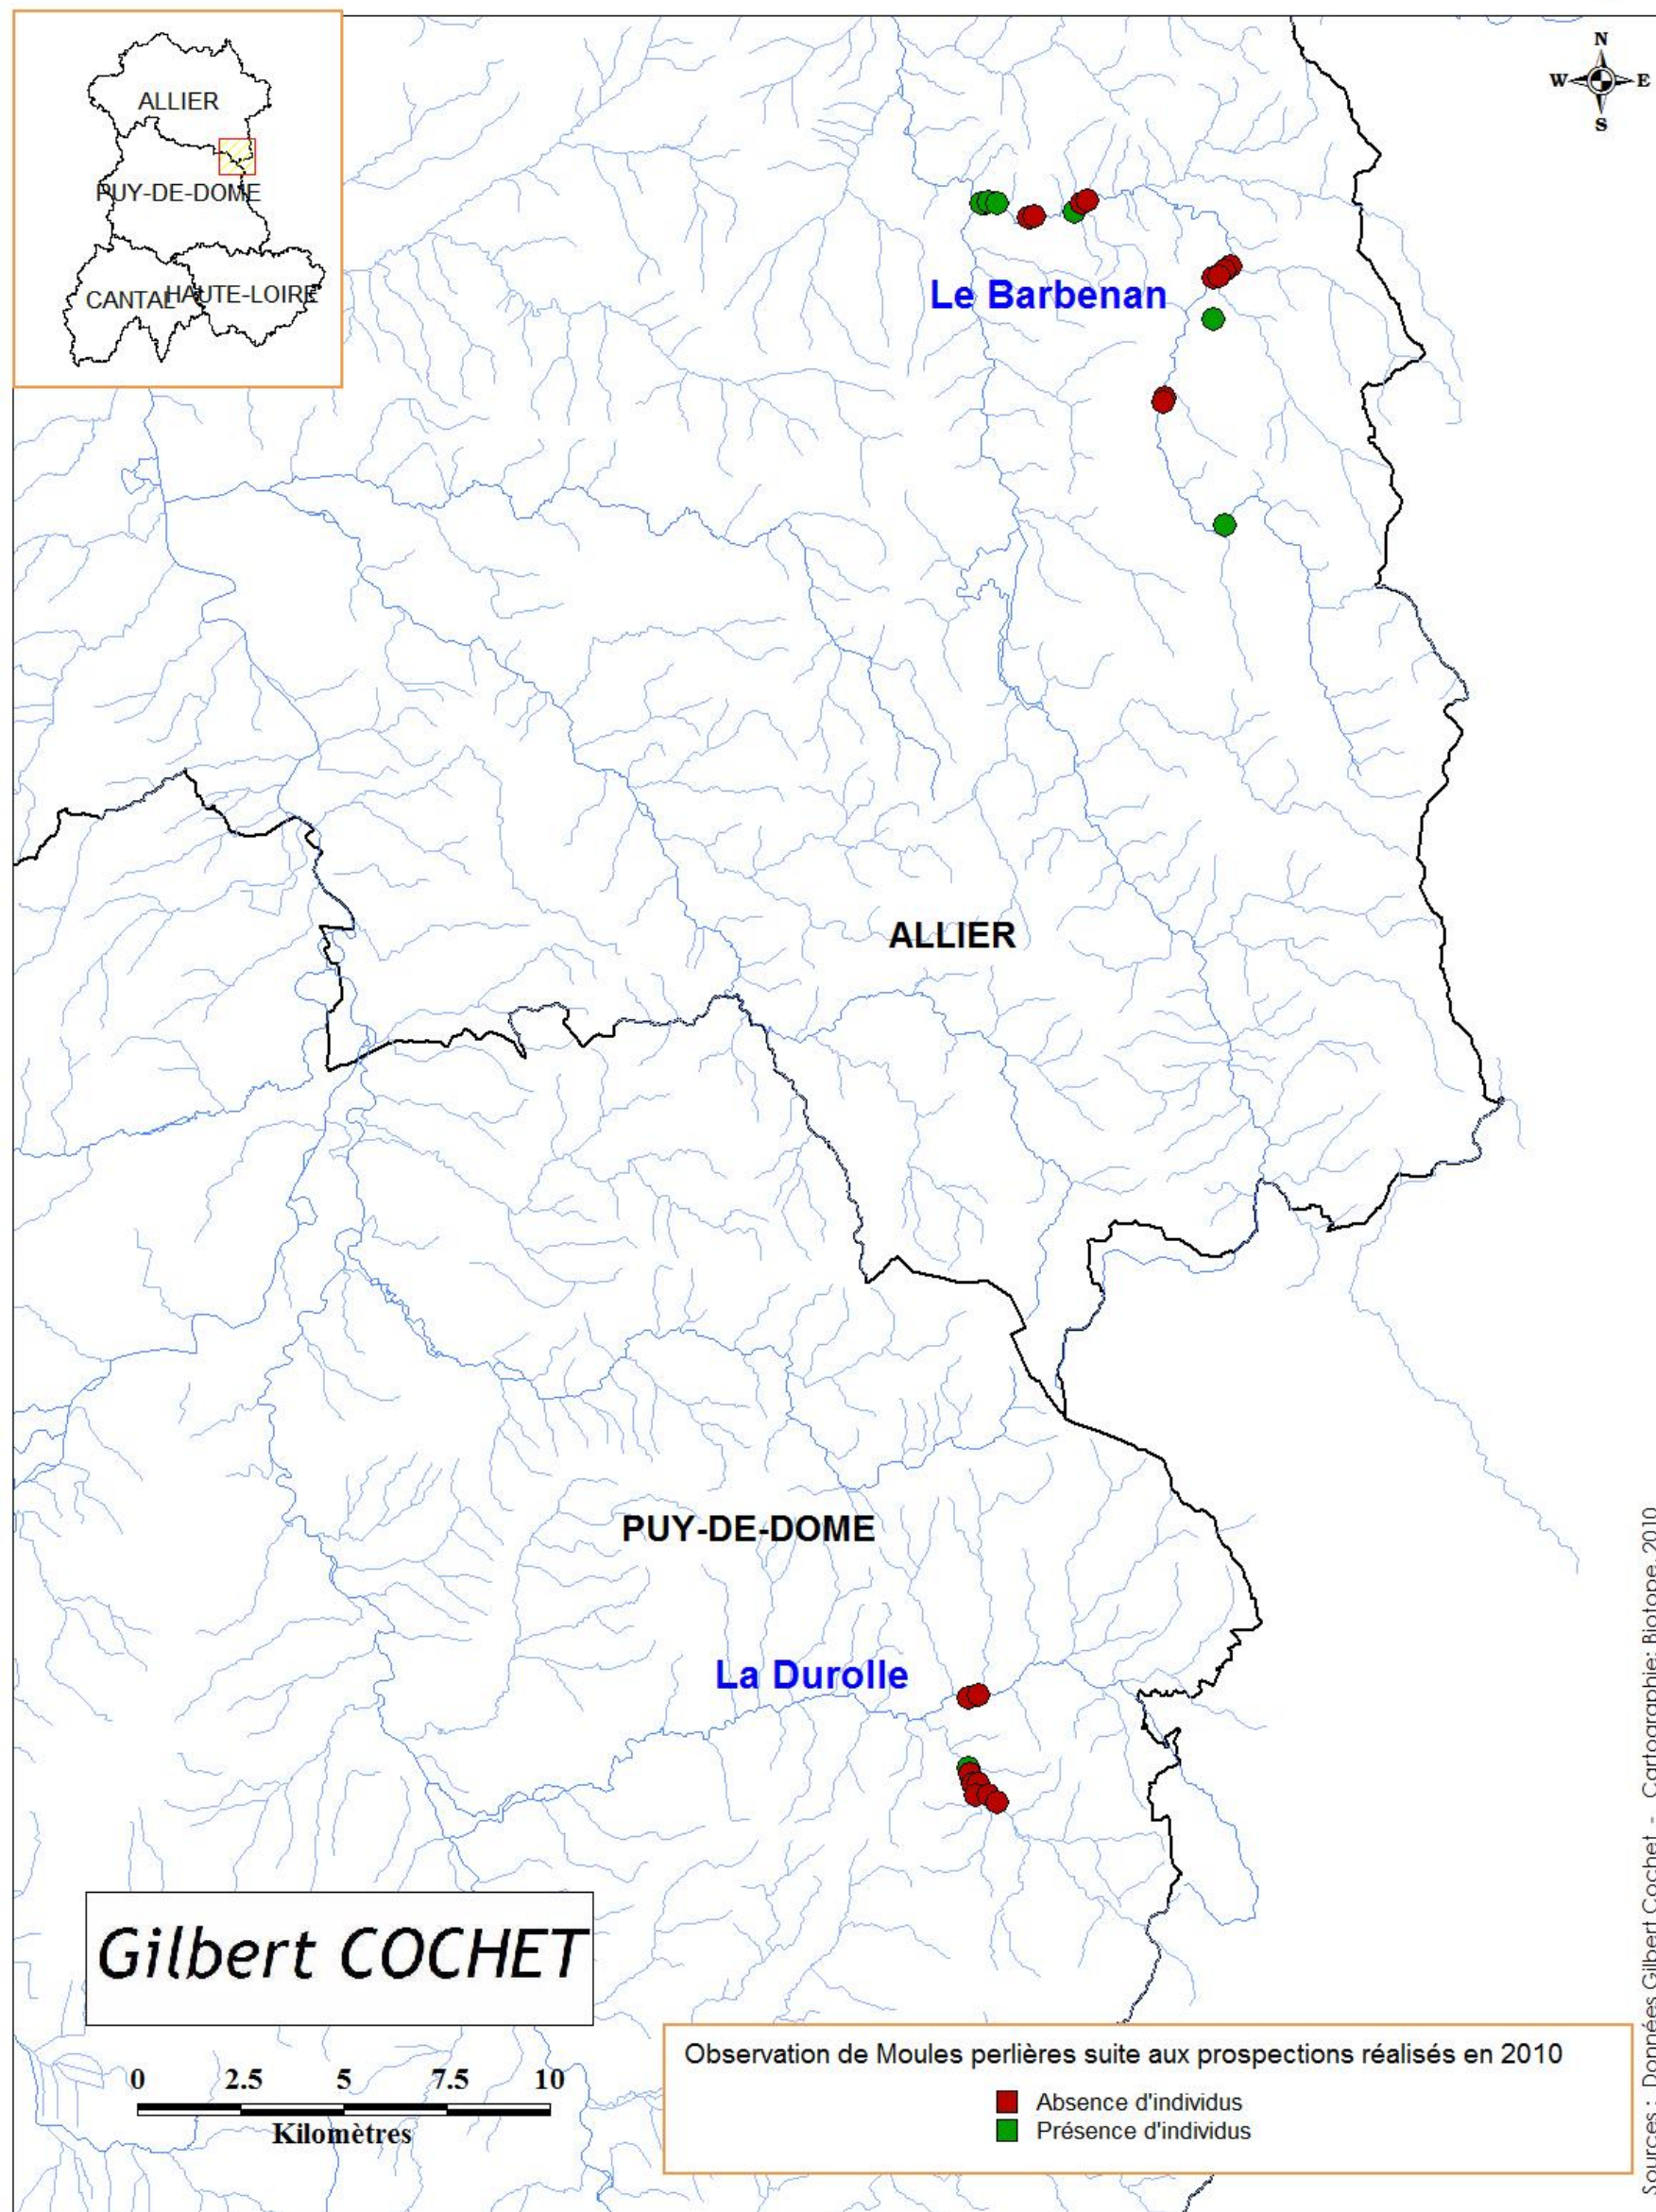 ALLIER
PUY-DE-DOME
CANTAL
HAUTE-LOIRE
N
W
E
S
Le Barbenan
ALLIER
PUY-DE-DOME
La Durolle
Gilbert COCHET
0 2.5 5 7.5 10
Kilomètres
Observation de Moules perlières suite aux prospections réalisés en 2010
Absence d'individus
Présence d'individus
Sources : Données Gilbert Cochet - Cartographie: Biotope, 2010